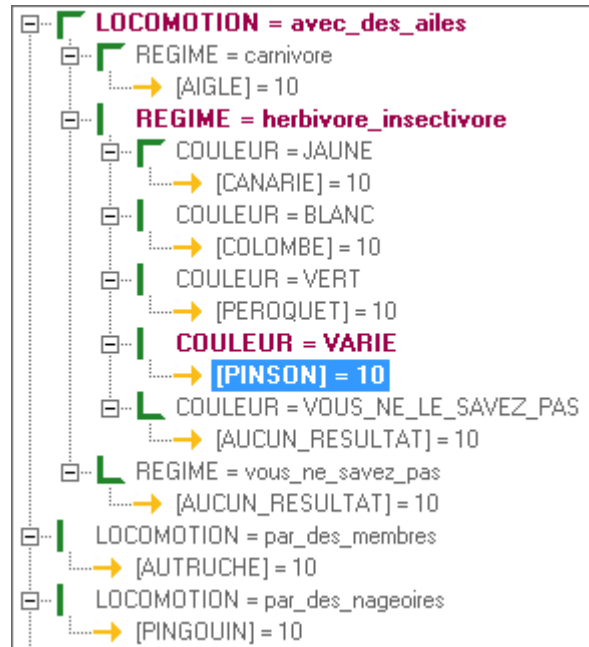 LOCOMOTION = avec_des_ailes
REGIME = carnivore
[AIGLE] = 10
REGIME = herbivore_insectivore
COULEUR = JAUNE
[CANARIE] = 10
COULEUR = BLANC
[COLOMBE] = 10
COULEUR = VERT
[PEROQUET] = 10
COULEUR = VARIE
[PINSON] = 10
COULEUR = VOUS_NE_LE_SAVEZ_PAS
[AUCUN_RESULTAT] = 10
REGIME = vous_ne_savez_pas
[AUCUN_RESULTAT] = 10
LOCOMOTION = par_des_membres
[AUTRUCHE] = 10
LOCOMOTION = par_des_nageoires
[PINGOUIN] = 10